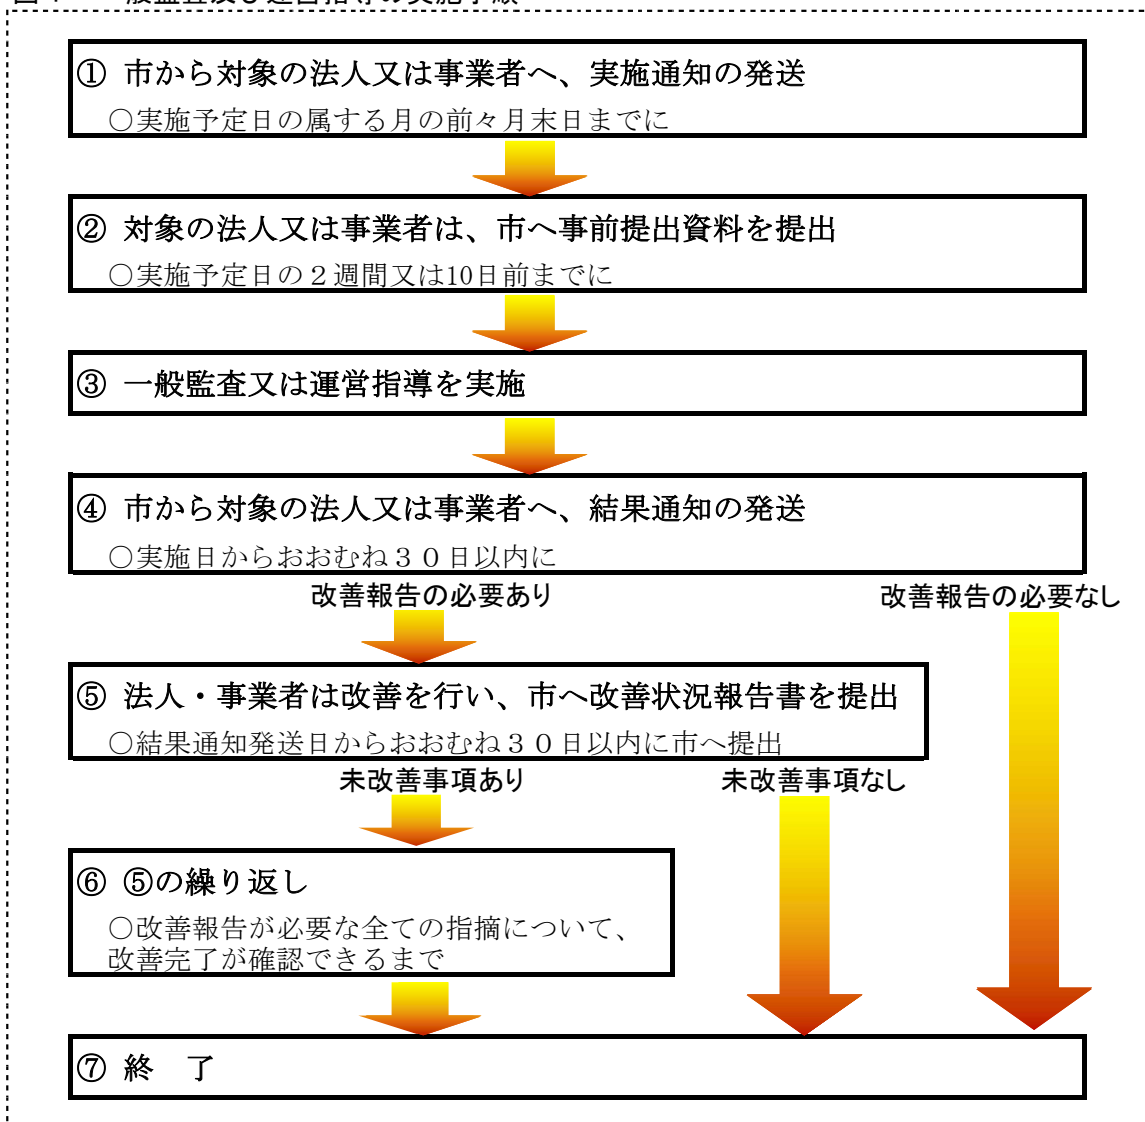 ① 市から対象の法人又は事業者へ、実施通知の発送
○実施予定日の属する月の前々月末日までに
② 対象の法人又は事業者は、市へ事前提出資料を提出
○実施予定日の２週間又は10日前までに
③ 一般監査又は運営指導を実施
④ 市から対象の法人又は事業者へ、結果通知の発送
○実施日からおおむね３０日以内に
改善報告の必要あり
改善報告の必要なし
⑤ 法人・事業者は改善を行い、市へ改善状況報告書を提出
○結果通知発送日からおおむね３０日以内に市へ提出
未改善事項あり
未改善事項なし
⑥ ⑤の繰り返し
○改善報告が必要な全ての指摘について、
改善完了が確認できるまで
⑦ 終　了